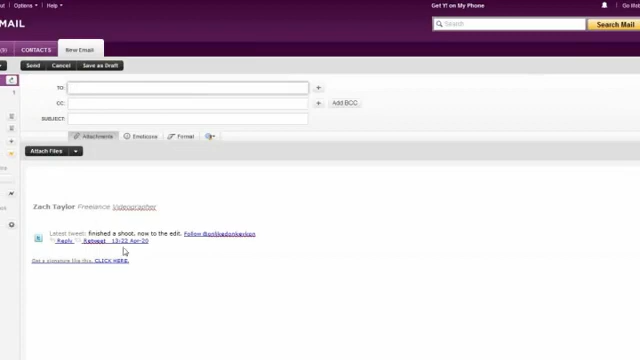 Options Help Get Y! on My Phone
MAIL Search Search Mail
CONTACTS New Email
Send Cancel Save as Draft
TO:
CC: Add BCC
SUBJECT:
Attachments Emoticons Format
Attach Files
Zach Taylor Freelance Videographer
Latest tweet: finished a shoot, now to the edit. Follow
Reply Retweet 13:22 Apr-20
Get a signature like this. CLICK HERE.